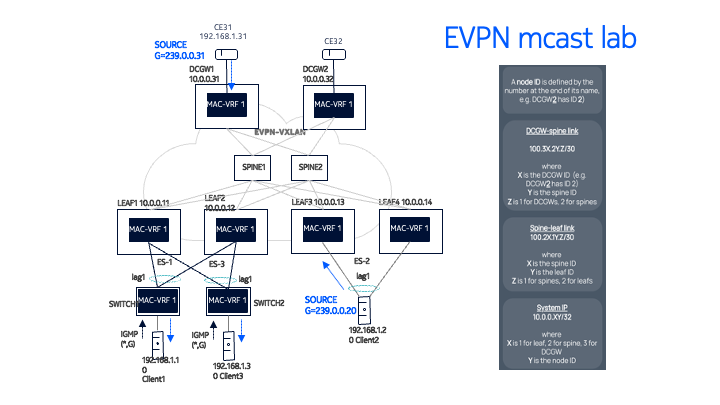 EVPN mcast lab
CE31
192.168.1.31
CE32
SOURCE
G=239.0.0.31
DCGW1
10.0.0.31
DCGW2
10.0.0.32
MAC-VRF 1
MAC-VRF 1
EVPN-VXLAN
SPINE1
SPINE2
LEAF1 10.0.0.11
LEAF2
10.0.0.12
LEAF3 10.0.0.13
LEAF4 10.0.0.14
MAC-VRF 1
MAC-VRF 1
MAC-VRF 1
MAC-VRF 1
ES-1
ES-3
ES-2
lag1
lag1
lag1
SWITCH1
MAC-VRF 1
MAC-VRF 1
SWITCH2
SOURCE
G=239.0.0.20
IGMP
(*,G)
IGMP
(*,G)
192.168.1.1
0 Client1
192.168.1.3
0 Client3
192.168.1.2
0 Client2
A node ID is defined by the
number at the end of its name,
e.g. DCGW2 has ID 2)
DCGW-spine link
100.3X.2Y.Z/30
where
X is the DCGW ID (e.g.
DCGW2 has ID 2)
Y is the spine ID
Z is 1 for DCGWs, 2 for spines
Spine-leaf link
100.2X.1Y.Z/30
where
X is the spine ID
Y is the leaf ID
Z is 1 for spines, 2 for leafs
System IP
10.0.0.XY/32
where
X is 1 for leaf, 2 for spine, 3 for
DCGW
Y is the node ID